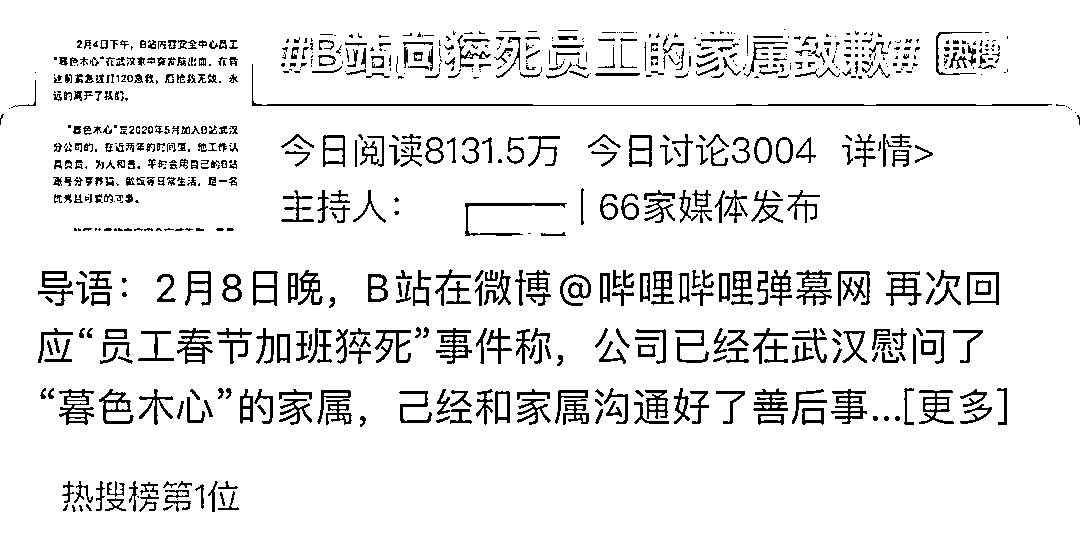 2月4日下午，B站内容安全中心员工
“暮色木心”在武汉家中突发脑出血，在昏
迷前紧急拨打120急救，后抢救无效，永
远的离开了我们。
“暮色木心”是2020年5月加入B站武汉
分公司的，在近两年的时间里，他工作认
真负责，为人和善。平时会用自己的B站
账号分享养猫、做饭等日常生活，是一名
优秀且可爱的同事。
#B站向猝死员工的家属致歉# 热搜
今日阅读8131.5万 今日讨论3004 详情>
主持人： | 66家媒体发布
导语：2月8日晚，B站在微博@哔哩哔哩弹幕网 再次回
应“员工春节加班猝死”事件称，公司已经在武汉慰问了
“暮色木心”的家属，己经和家属沟通好了善后事...[更多]
热搜榜第1位